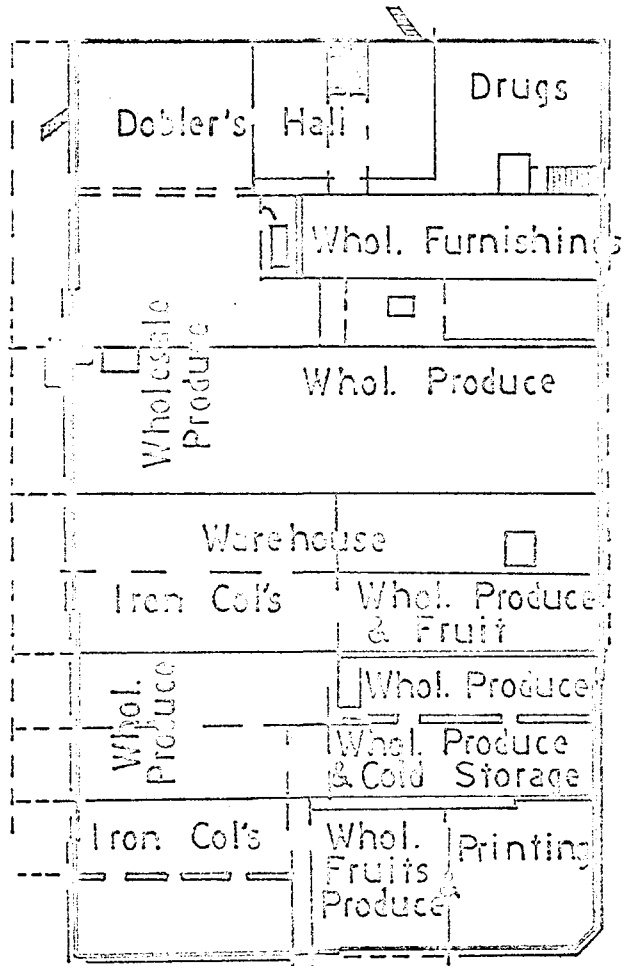 Drugs
Dobler's Hall
Whol. Furnishings
Wholesale
Produce
Whol. Produce
Warehouse
Iron Col's
Whol. Produce
& Fruit
Whol.
Produce
Whol. Produce
Whol. Produce
& Cold Storage
Iron Col's
Whol.
Fruits
Produce
Printing